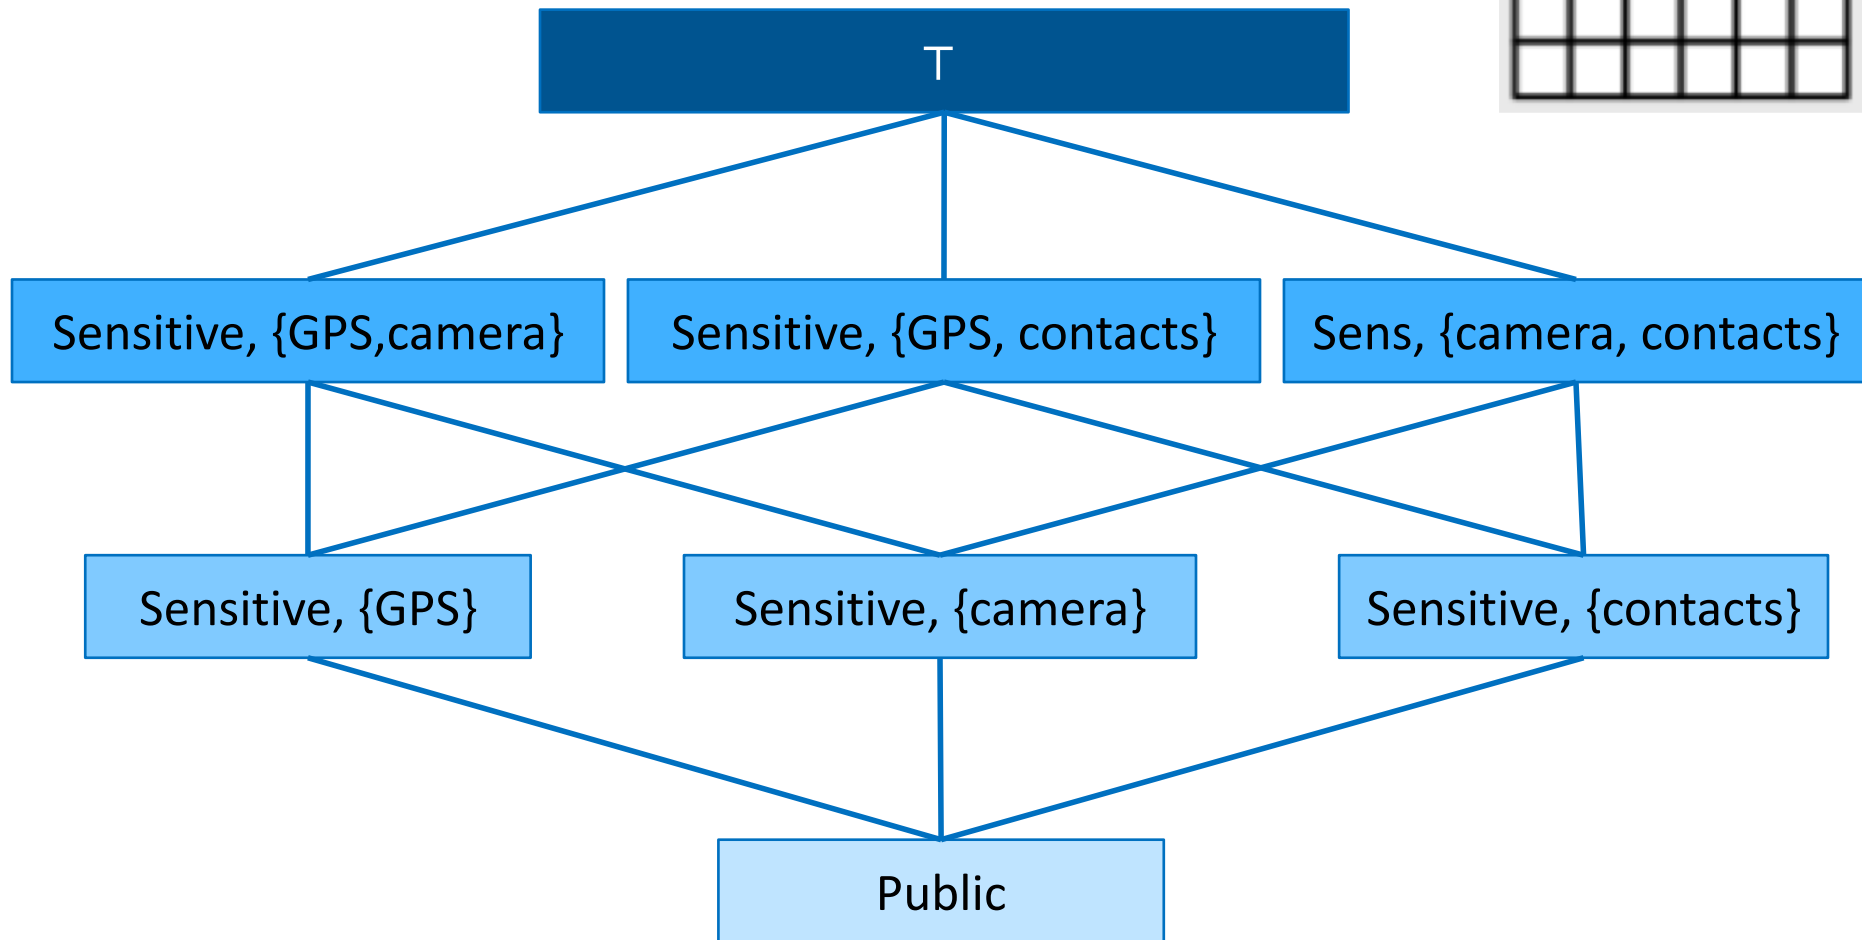 ⊤
Sensitive, {GPS,camera}
Sensitive, {GPS, contacts}
Sens, {camera, contacts}
Sensitive, {GPS}
Sensitive, {camera}
Sensitive, {contacts}
Public